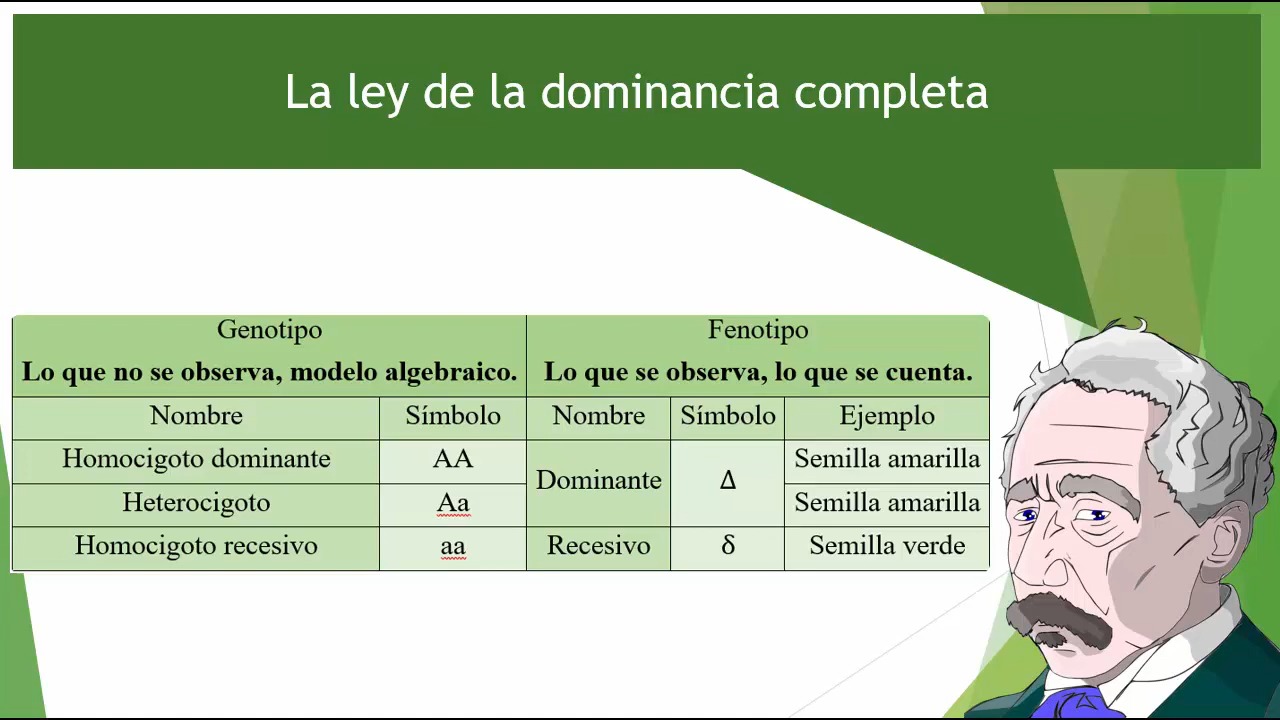 La ley de la dominancia completa
Genotipo Fenotipo
Lo que no se observa, modelo algebraico. Lo que se observa, lo que se cuenta.
Nombre Símbolo Nombre Símbolo Ejemplo
Homocigoto dominante AA Dominante Δ Semilla amarilla
Heterocigoto Aa Semilla amarilla
Homocigoto recesivo aa Recesivo δ Semilla verde